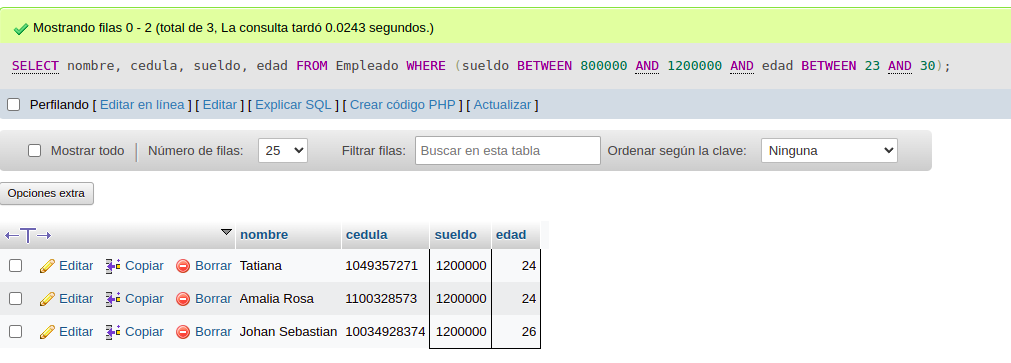 Mostrando filas 0 - 2 (total de 3, La consulta tardó 0.0243 segundos.)
SELECT nombre, cedula, sueldo, edad FROM Empleado WHERE (sueldo BETWEEN 800000 AND 1200000 AND edad BETWEEN 23 AND 30);
Perfilando [ Editar en línea ] [ Editar ] [ Explicar SQL ] [ Crear código PHP ] [ Actualizar ]
Mostrar todo | Número de filas: 25 Filtrar filas: Buscar en esta tabla Ordenar según la clave: Ninguna
Opciones extra
←T→ nombre cedula sueldo edad
Editar Copiar Borrar Tatiana 1049357271 1200000 24
Editar Copiar Borrar Amalia Rosa 1100328573 1200000 24
Editar Copiar Borrar Johan Sebastian 10034928374 1200000 26